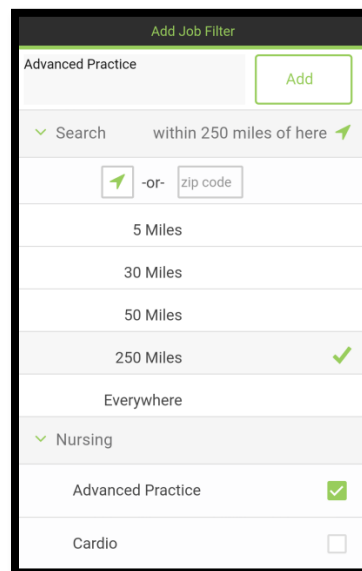 Add Job Filter
Advanced Practice
Add
Search within 250 miles of here
-or- zip code
5 Miles
30 Miles
50 Miles
250 Miles
Everywhere
Nursing
Advanced Practice
Cardio